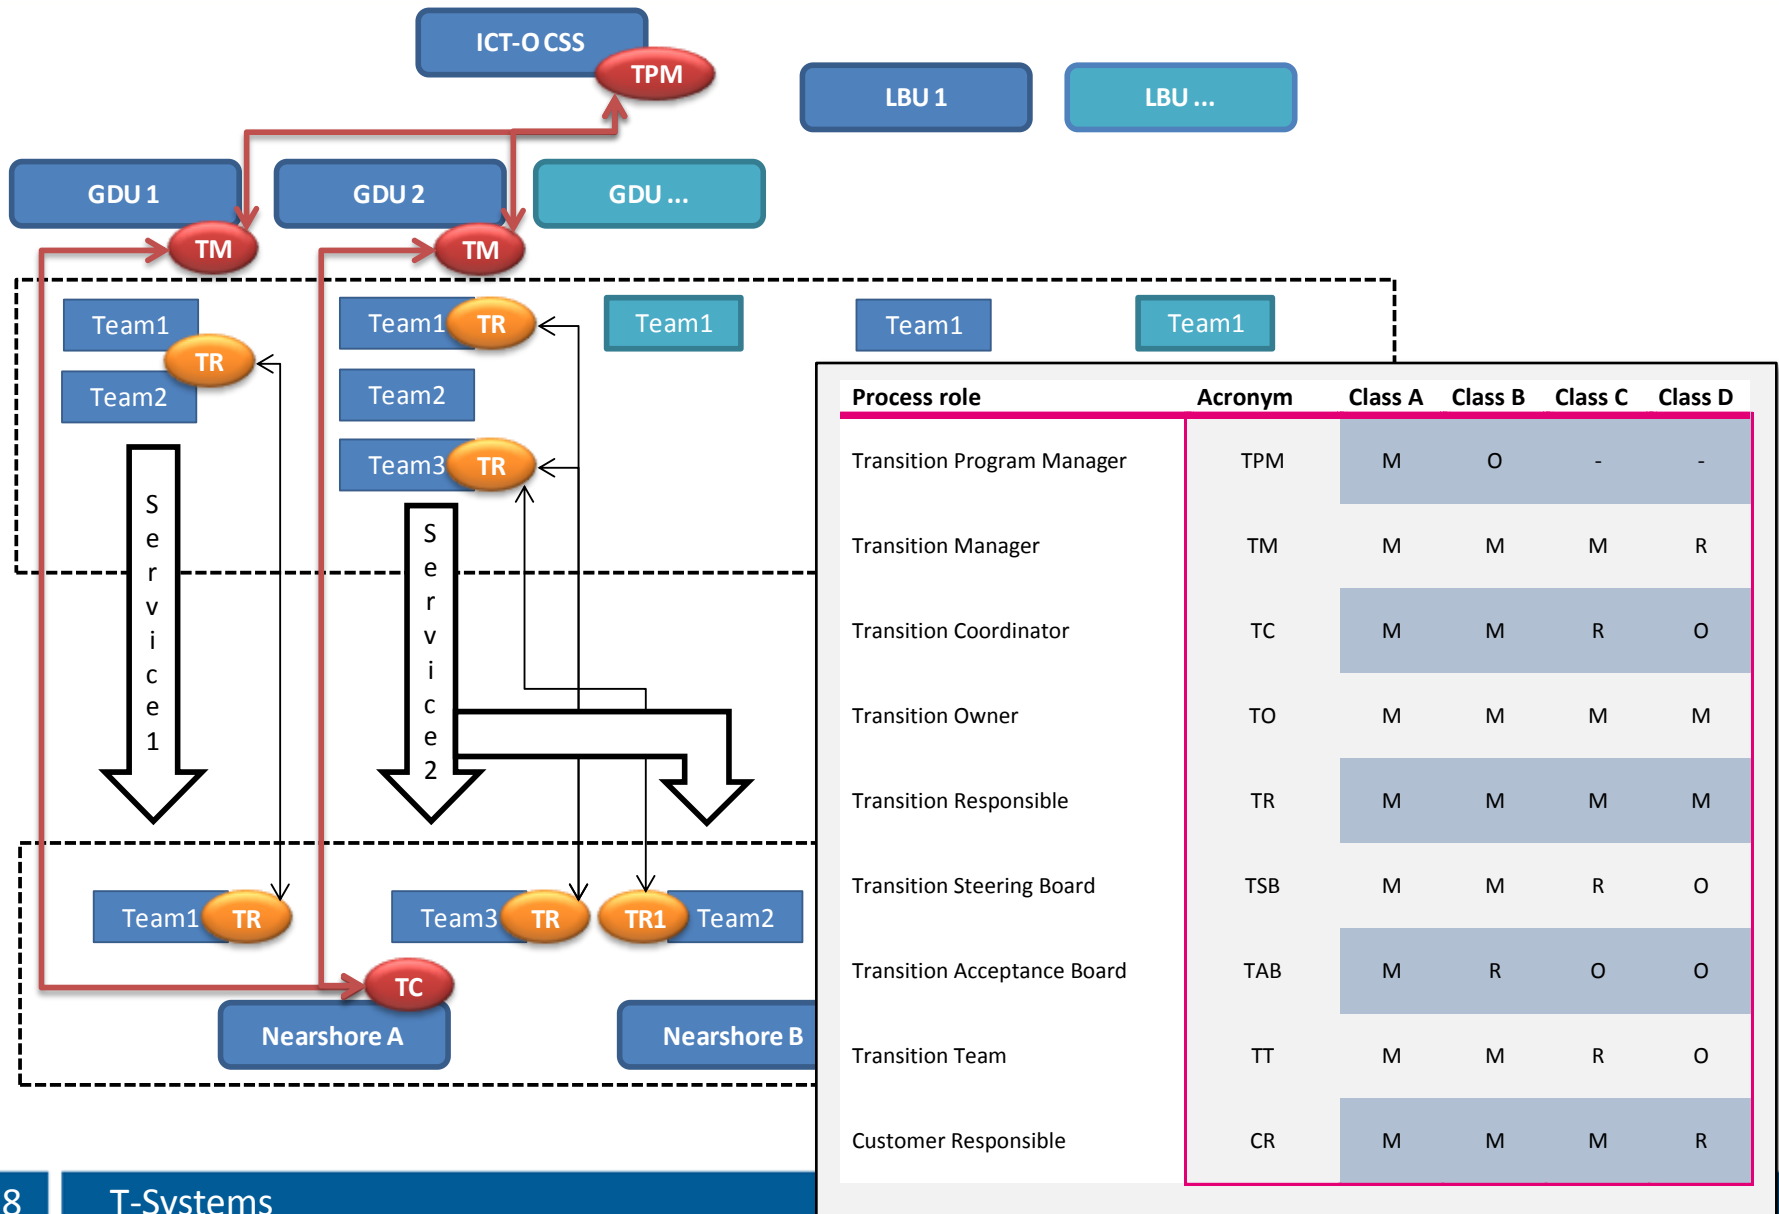 ICT-O CSS
TPM
LBU 1
LBU ...
GDU 1
GDU 2
GDU ...
TM
TM
Team1
TR
Team2
Team1
TR
Team2
Team3
TR
Team1
Team1
Team1
Service1
Service2
Team1
TR
Team3
TR
TR1
Team2
TC
Nearshore A
Nearshore B
Process role Acronym Class A Class B Class C Class D
Transition Program Manager TPM M O - -
Transition Manager TM M M M R
Transition Coordinator TC M M R O
Transition Owner TO M M M M
Transition Responsible TR M M M M
Transition Steering Board TSB M M R O
Transition Acceptance Board TAB M R O O
Transition Team TT M M R O
Customer Responsible CR M M M R
8
T-Systems